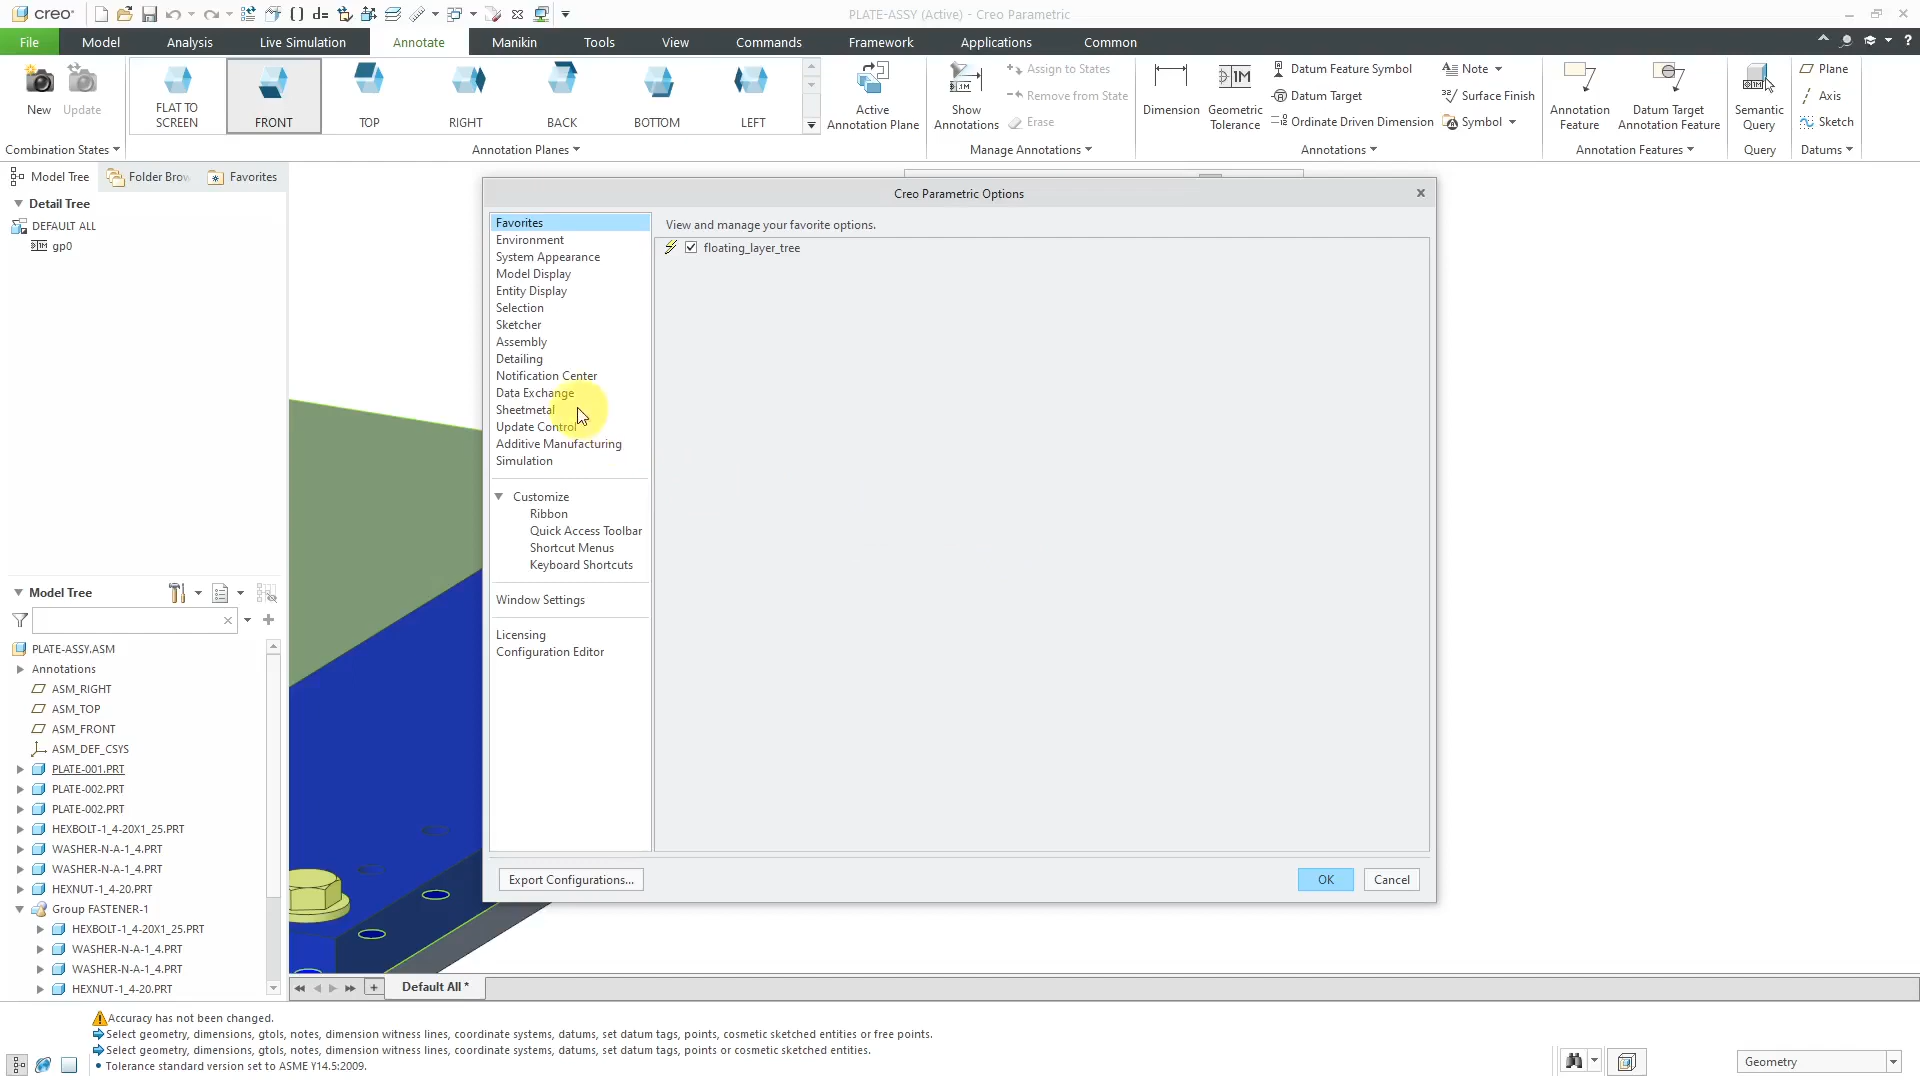 creo
PLATE-ASSY (Active) - Creo Parametric
File Model Analysis Live Simulation Annotate Manikin Tools View Commands Framework Applications Common
New
Update
Combination States
FLAT TO
SCREEN
FRONT
TOP
RIGHT
BACK
BOTTOM
LEFT
Annotation Planes
Active
Annotation Plane
Show
Annotations
Assign to States
Remove from State
Erase
Manage Annotations
Dimension
Geometric
Tolerance
Datum Feature Symbol
Datum Target
Ordinate Driven Dimension
Note
Surface Finish
Symbol
Annotations
Annotation
Feature
Datum Target
Annotation Feature
Annotation Features
Semantic
Query
Query
Plane
Axis
Sketch
Datums
Model Tree
Folder Brow
Favorites
Detail Tree
DEFAULT ALL
gp0
Model Tree
PLATE-ASSY.ASM
Annotations
ASM_RIGHT
ASM_TOP
ASM_FRONT
ASM_DEF_CSYS
PLATE-001.PRT
PLATE-002.PRT
PLATE-002.PRT
HEXBOLT-1_4-20X1_25.PRT
WASHER-N-A-1_4.PRT
WASHER-N-A-1_4.PRT
HEXNUT-1_4-20.PRT
Group FASTENER-1
HEXBOLT-1_4-20X1_25.PRT
WASHER-N-A-1_4.PRT
WASHER-N-A-1_4.PRT
HEXNUT-1_4-20.PRT
Creo Parametric Options
Favorites
Environment
System Appearance
Model Display
Entity Display
Selection
Sketcher
Assembly
Detailing
Notification Center
Data Exchange
Sheetmetal
Update Control
Additive Manufacturing
Simulation
Customize
Ribbon
Quick Access Toolbar
Shortcut Menus
Keyboard Shortcuts
Window Settings
Licensing
Configuration Editor
View and manage your favorite options.
floating_layer_tree
Export Configurations...
OK
Cancel
Default All *
Accuracy has not been changed.
Select geometry, dimensions, gtols, notes, dimension witness lines, coordinate systems, datums, set datum tags, points, cosmetic sketched entities or free points.
Select geometry, dimensions, gtols, notes, dimension witness lines, coordinate systems, datums, set datum tags, points or cosmetic sketched entities.
• Tolerance standard version set to ASME Y14.5:2009.
Geometry